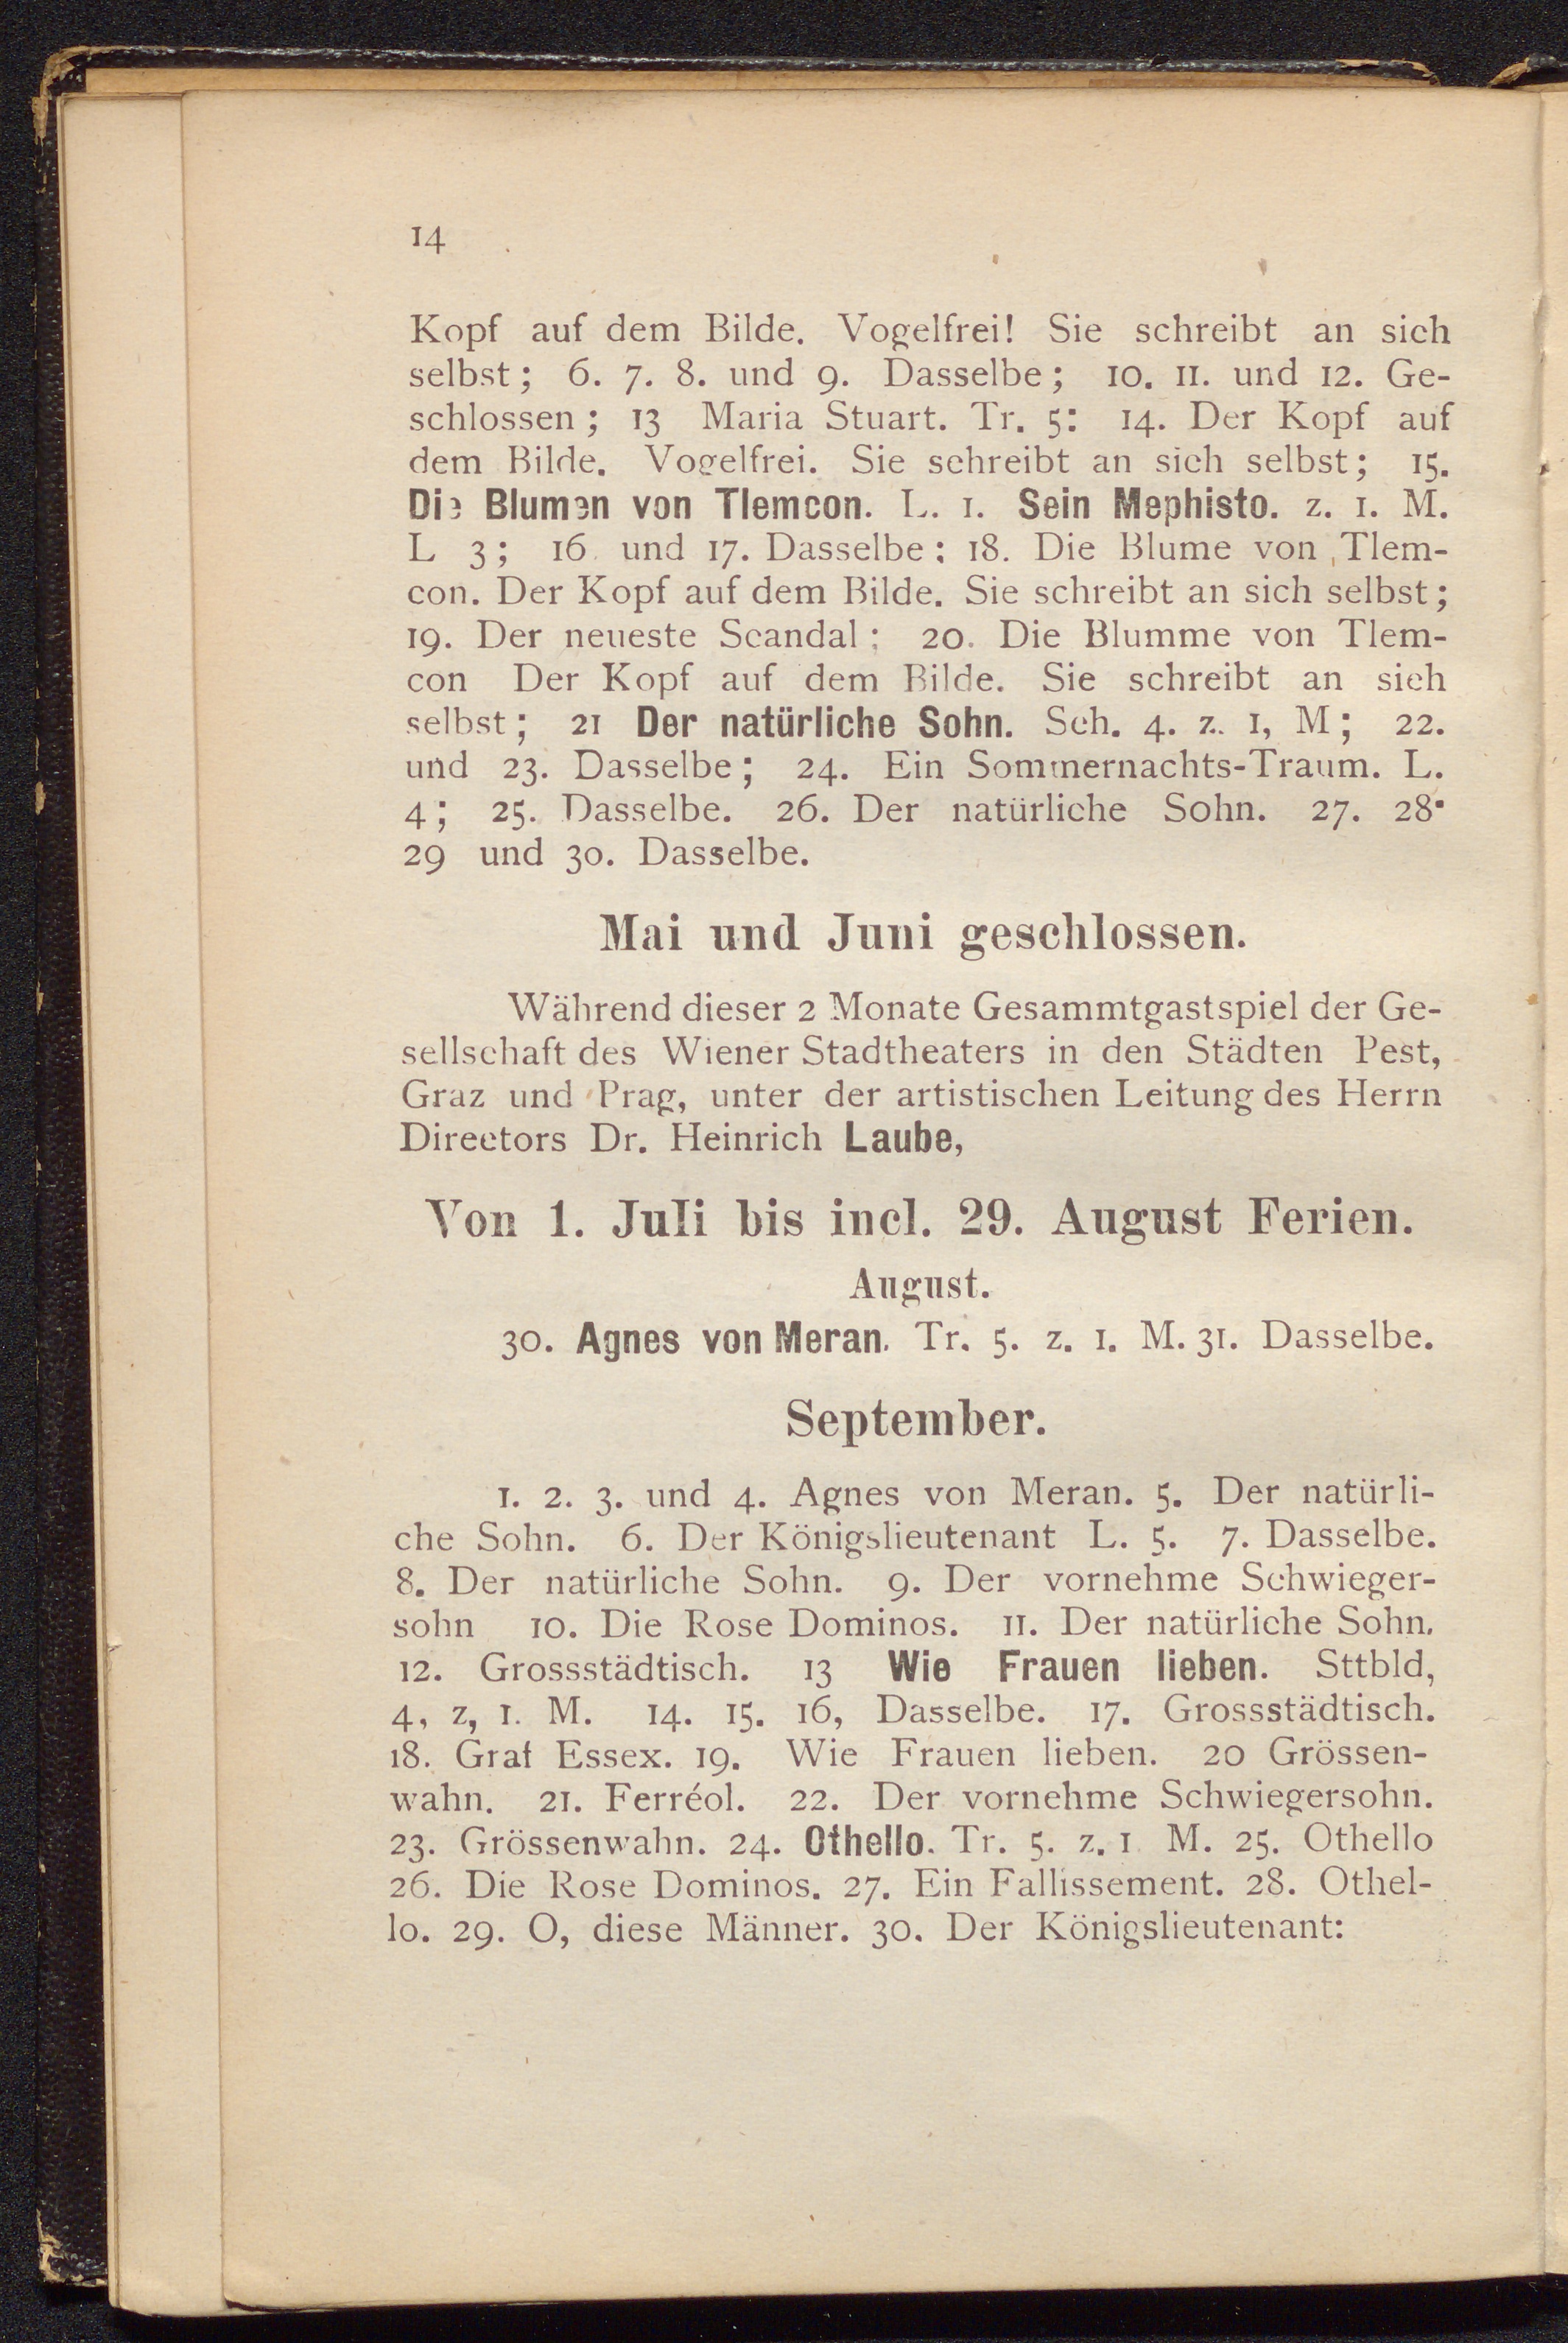 14
Kopf auf dem Bilde. Vogelfrei! Sie schreibt an sich
selbst; 6. 7. 8. und 9. Dasselbe; 10. 11. und 12. Ge-
schlossen; 13 Maria Stuart. Tr. 5: 14. Der Kopf auf
dem Bilde. Vogelfrei. Sie schreibt an sich selbst; 15.
Die Blumen von Tlemcon. L. 1. Sein Mephisto. z. 1. M.
L 3; 16. und 17. Dasselbe; 18. Die Blume von Tlem-
con. Der Kopf auf dem Bilde. Sie schreibt an sich selbst;
19. Der neueste Scandal; 20. Die Blumme von Tlem-
con Der Kopf auf dem Bilde. Sie schreibt an sich
selbst; 21 Der natürliche Sohn. Sch. 4. z. 1, M; 22.
und 23. Dasselbe; 24. Ein Sommernachts-Traum. L.
4; 25. Dasselbe. 26. Der natürliche Sohn. 27. 28.
29 und 30. Dasselbe.
Mai und Juni geschlossen.
Während dieser 2 Monate Gesammtgastspiel der Ge-
sellschaft des Wiener Stadtheaters in den Städten Pest,
Graz und Prag, unter der artistischen Leitung des Herrn
Directors Dr. Heinrich Laube,
Von 1. Juli bis incl. 29. August Ferien.
August.
30. Agnes von Meran. Tr. 5. z. 1. M. 31. Dasselbe.
September.
1. 2. 3. und 4. Agnes von Meran. 5. Der natürli-
che Sohn. 6. Der Königslieutenant L. 5. 7. Dasselbe.
8. Der natürliche Sohn. 9. Der vornehme Schwieger-
sohn 10. Die Rose Dominos. 11. Der natürliche Sohn.
12. Grossstädtisch. 13 Wie Frauen lieben. Sttbld,
4, z, 1. M. 14. 15. 16, Dasselbe. 17. Grossstädtisch.
18. Graf Essex. 19. Wie Frauen lieben. 20 Grössen-
wahn. 21. Ferréol. 22. Der vornehme Schwiegersohn.
23. Grössenwahn. 24. Othello. Tr. 5. z. 1. M. 25. Othello
26. Die Rose Dominos. 27. Ein Fallissement. 28. Othel-
lo. 29. O, diese Männer. 30. Der Königslieutenant: